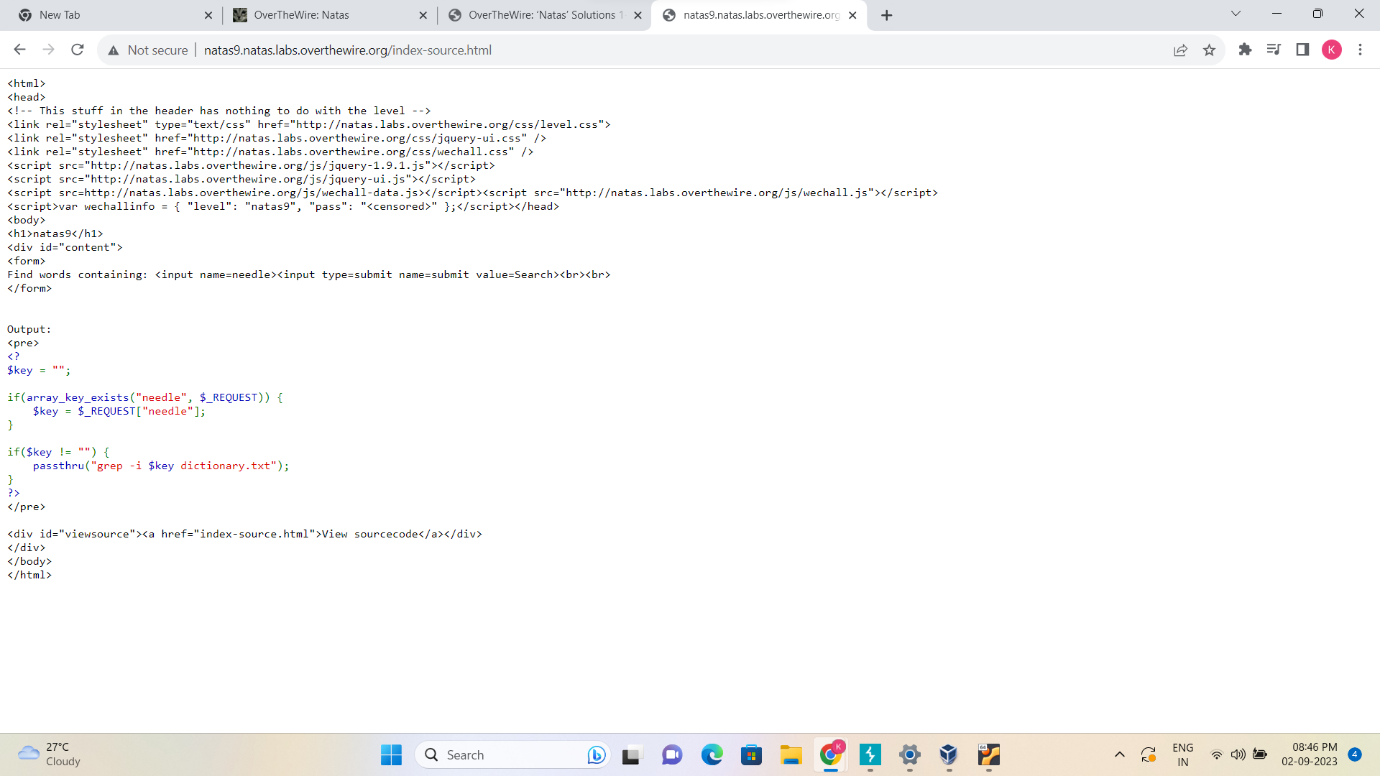 New Tab
OverTheWire: Natas
OverTheWire: 'Natas' Solutions 1
natas9.natas.labs.overthewire.org
Not secure
natas9.natas.labs.overthewire.org/index-source.html
K
<html>
<head>
<!-- This stuff in the header has nothing to do with the level -->
<link rel="stylesheet" type="text/css" href="http://natas.labs.overthewire.org/css/level.css">
<link rel="stylesheet" href="http://natas.labs.overthewire.org/css/jquery-ui.css" />
<link rel="stylesheet" href="http://natas.labs.overthewire.org/css/wechall.css" />
<script src="http://natas.labs.overthewire.org/js/jquery-1.9.1.js"></script>
<script src="http://natas.labs.overthewire.org/js/jquery-ui.js"></script>
<script src=http://natas.labs.overthewire.org/js/wechall-data.js></script><script src="http://natas.labs.overthewire.org/js/wechall.js"></script>
<script>var wechallinfo = { "level": "natas9", "pass": "<censored>" };</script></head>
<body>
<h1>natas9</h1>
<div id="content">
<form>
Find words containing: <input name=needle><input type=submit name=submit value=Search><br><br>
</form>
Output:
<pre>
<?
$key = "";
if(array_key_exists("needle", $_REQUEST)) {
    $key = $_REQUEST["needle"];
}
if($key != "") {
    passthru("grep -i $key dictionary.txt");
}
?>
</pre>
<div id="viewsource"><a href="index-source.html">View sourcecode</a></div>
</div>
</body>
</html>
27°C
Cloudy
Search
K
ENG
IN
08:46 PM
02-09-2023
4